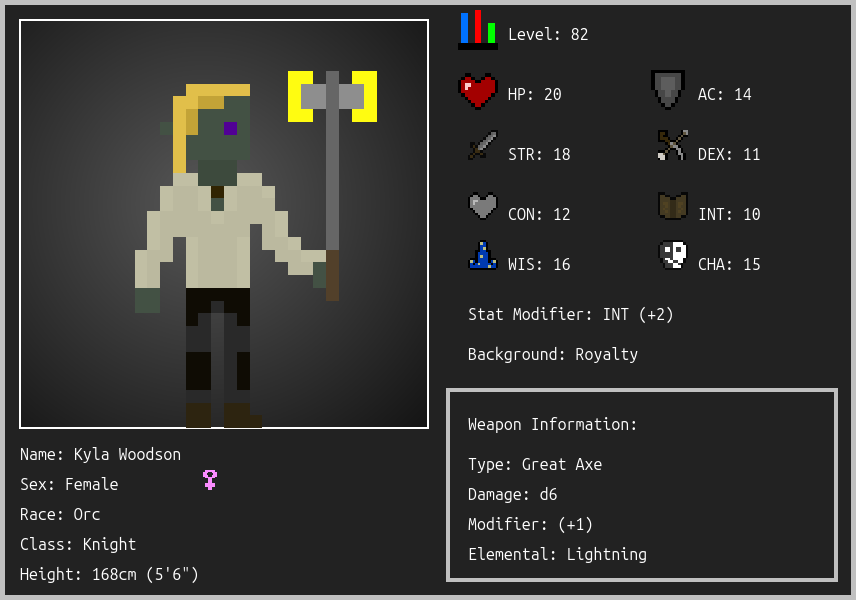 Level: 82
HP: 20
AC: 14
STR: 18
DEX: 11
CON: 12
INT: 10
WIS: 16
CHA: 15
Stat Modifier: INT (+2)
Background: Royalty
Weapon Information:
Type: Great Axe
Damage: d6
Modifier: (+1)
Elemental: Lightning
Name: Kyla Woodson
Sex: Female
Race: Orc
Class: Knight
Height: 168cm (5'6")